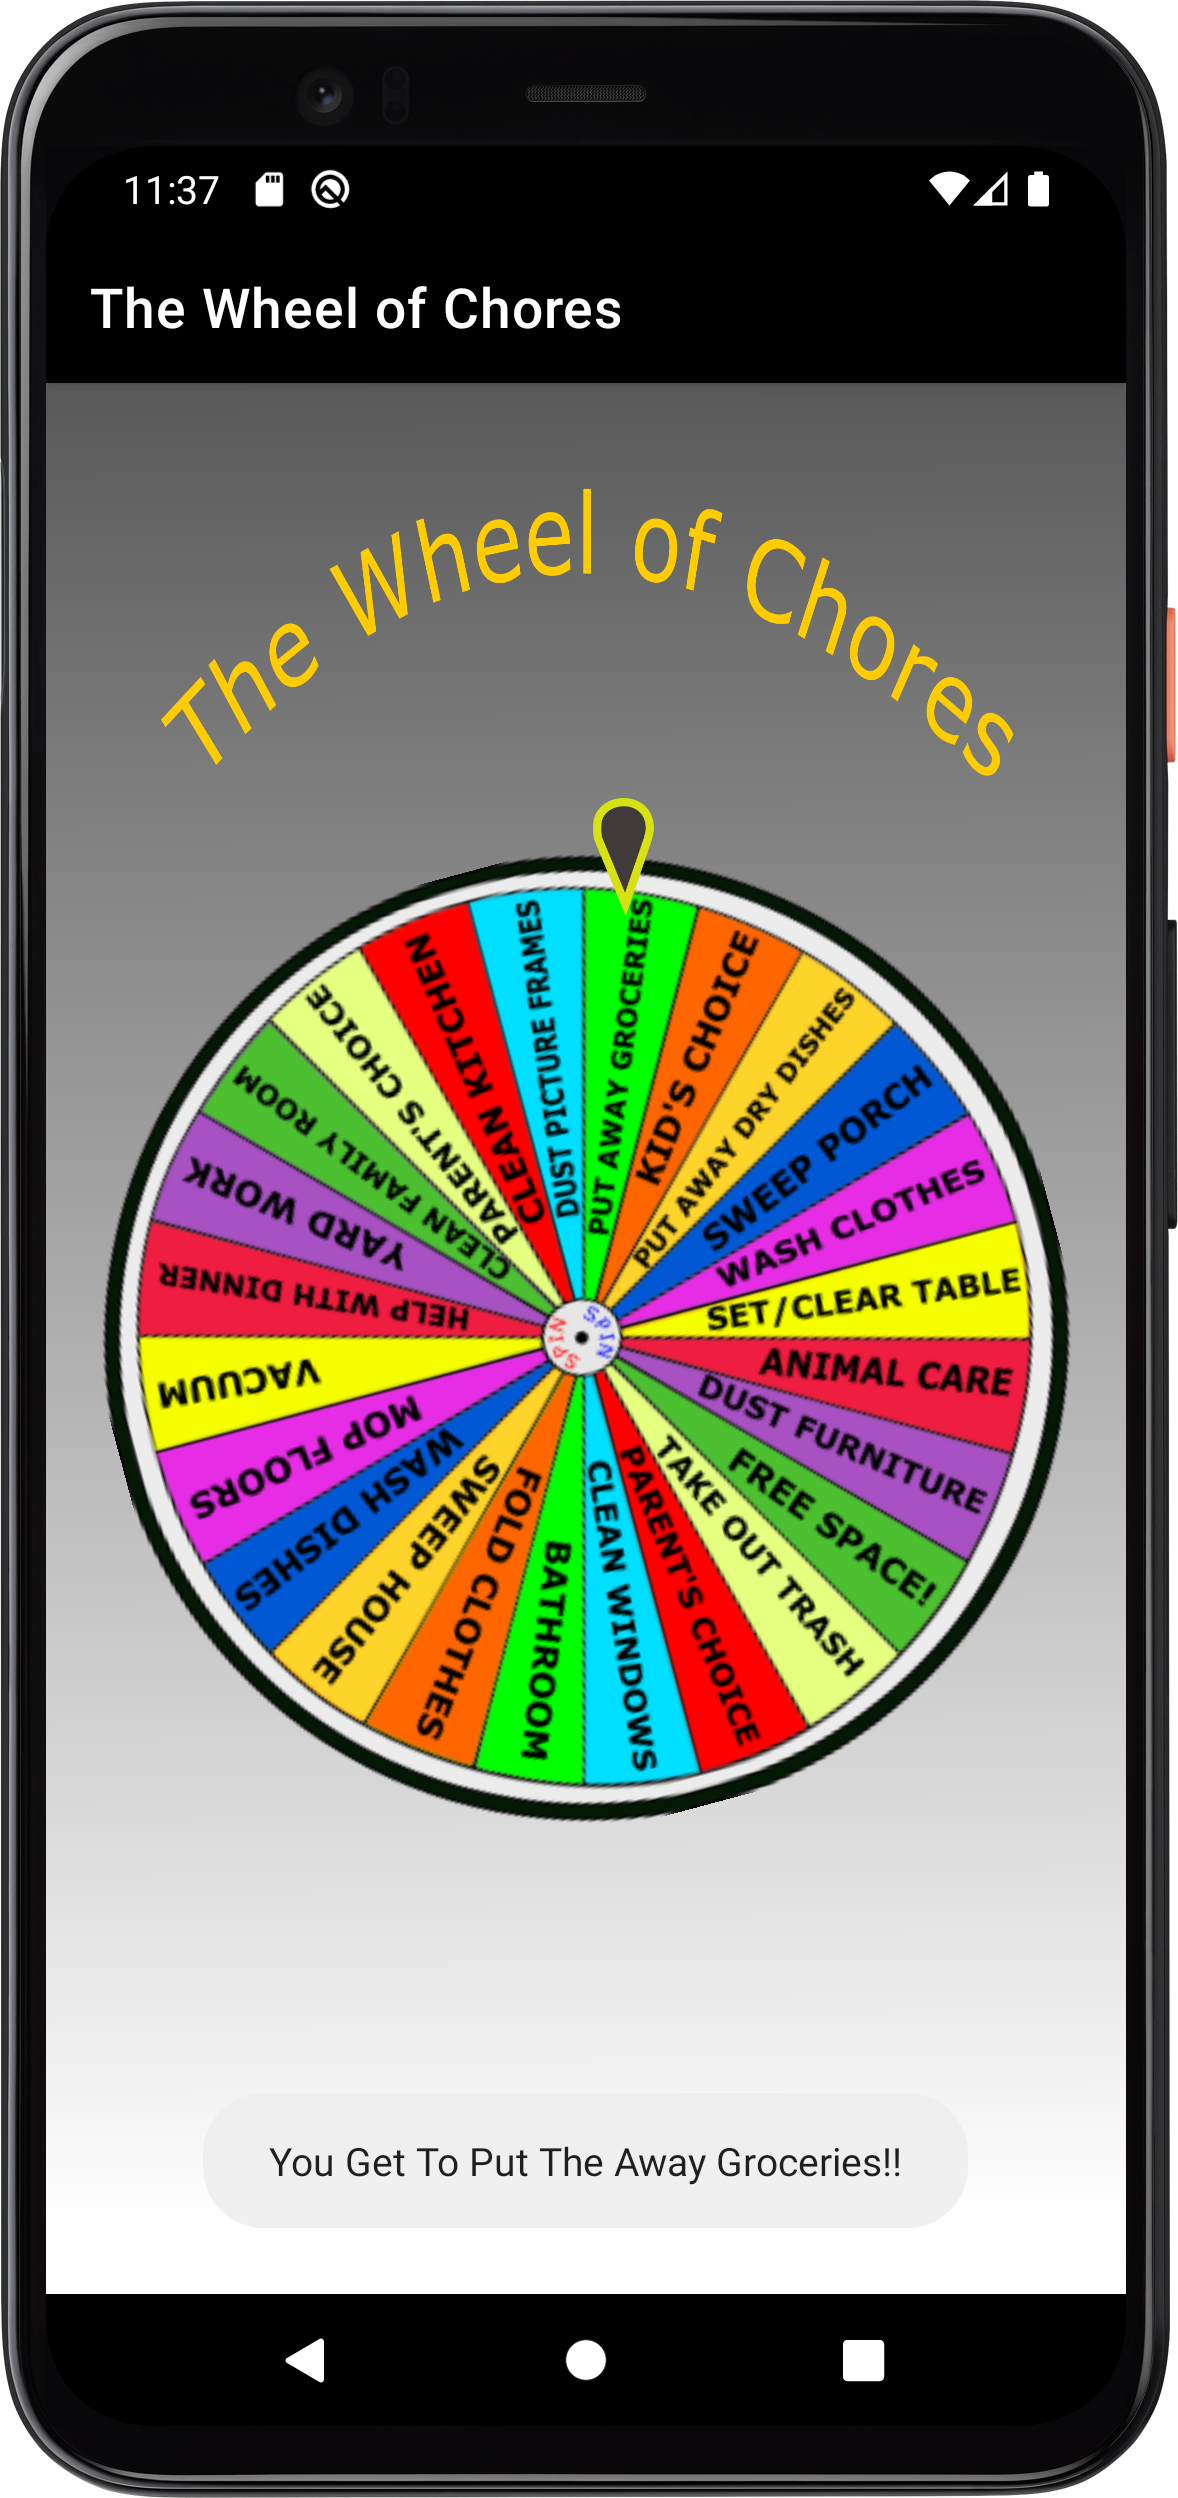 11:37
The Wheel of Chores
The Wheel of Chores
PUT AWAY GROCERIES
KID'S CHOICE
PUT AWAY DRY DISHES
SWEEP PORCH
WASH CLOTHES
SET/CLEAR TABLE
ANIMAL CARE
DUST FURNITURE
FREE SPACE!
TAKE OUT TRASH
PARENT'S CHOICE
CLEAN WINDOWS
BATHROOM
FOLD CLOTHES
SWEEP HOUSE
WASH DISHES
MOP FLOORS
VACUUM
HELP WITH DINNER
YARD WORK
CLEAN FAMILY ROOM
PARENT'S CHOICE
CLEAN KITCHEN
DUST PICTURE FRAMES
SPIN
SPIN
You Get To Put The Away Groceries!!